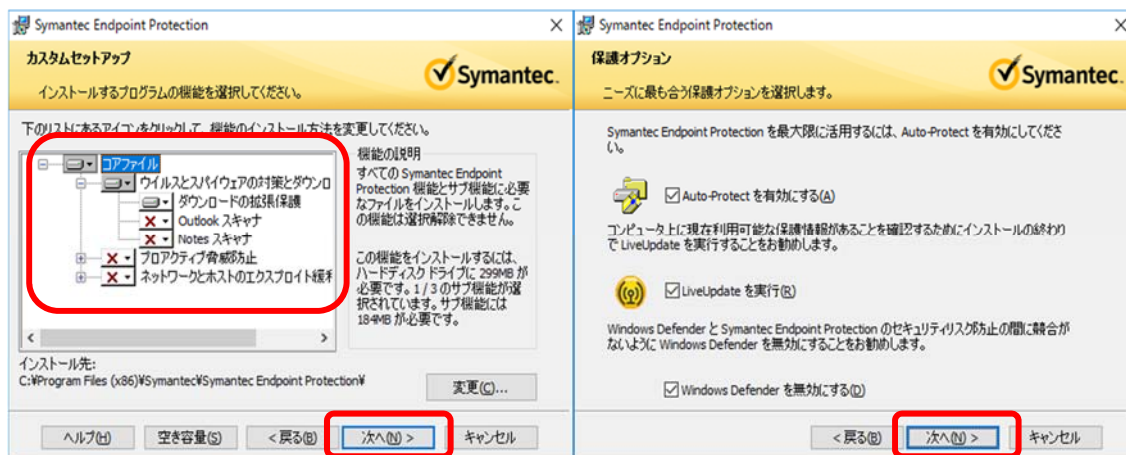 Symantec Endpoint Protection
カスタムセットアップ
インストールするプログラムの機能を選択してください。
Symantec.
下のリストにあるアイコンをクリックして、機能のインストール方法を変更してください。
コアファイル
ウイルスとスパイウェアの対策とダウンロ
ダウンロードの拡張保護
Outlook スキャナ
Notes スキャナ
プロアクティブ脅威防止
ネットワークとホストのエクスプロイト緩和
機能の説明
すべての Symantec Endpoint
Protection 機能とサブ機能に必要
なファイルをインストールします。こ
の機能は選択解除できません。
この機能をインストールするには、
ハードディスク ドライブに 299MB が
必要です。1 / 3 のサブ機能が選
択されています。サブ機能には
184MB が必要です。
インストール先:
C:¥Program Files (x86)¥Symantec¥Symantec Endpoint Protection¥
変更(C)...
ヘルプ(H)
空き容量(S)
< 戻る(B)
次へ(N) >
キャンセル
Symantec Endpoint Protection
保護オプション
ニーズに最も合う保護オプションを選択します。
Symantec.
Symantec Endpoint Protection を最大限に活用するには、Auto-Protect を有効にしてくださ
い。
Auto-Protect を有効にする(A)
コンピュータ上に現在利用可能な保護情報があることを確認するためにインストールの終わり
で LiveUpdate を実行することをお勧めします。
LiveUpdate を実行(R)
Windows Defender と Symantec Endpoint Protection のセキュリティリスク防止の間に競合が
ないように Windows Defender を無効にすることをお勧めします。
Windows Defender を無効にする(D)
< 戻る(B)
次へ(N) >
キャンセル